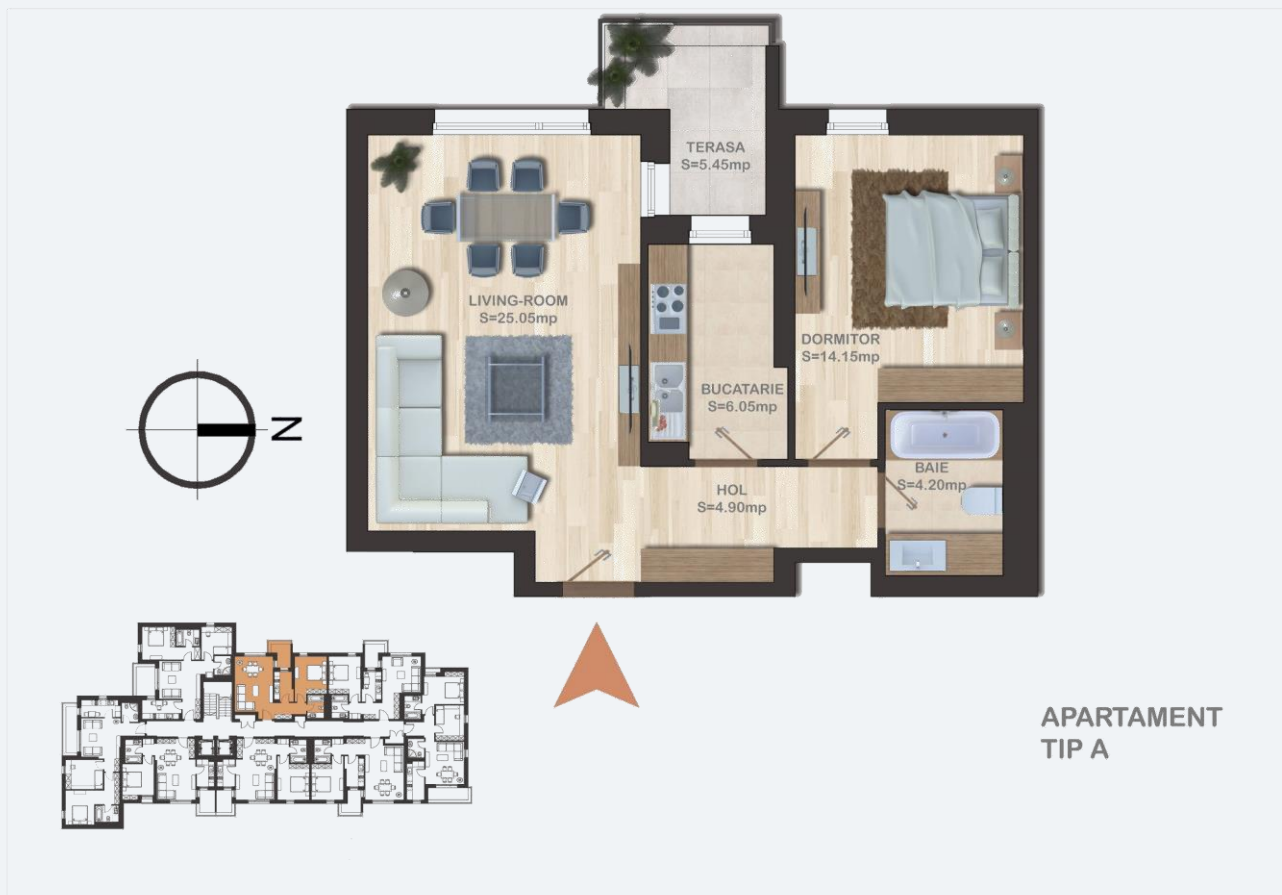 TERASA
S=5.45mp
LIVING-ROOM
S=25.05mp
DORMITOR
S=14.15mp
BUCATARIE
S=6.05mp
BAIE
S=4.20mp
HOL
S=4.90mp
N
APARTAMENT
TIP A